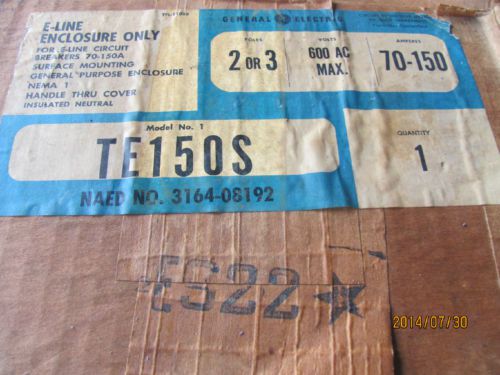 E-LINE
ENCLOSURE ONLY
FOR E-LINE CIRCUIT
BREAKERS 70-150A
SURFACE MOUNTING
GENERAL PURPOSE ENCLOSURE
NEMA 1
HANDLE THRU COVER
INSULATED NEUTRAL
GENERAL ELECTRIC
POLES
2 OR 3
VOLTS
600 AC
MAX.
AMPERES
70-150
Model No. 1
TE150S
NAED NO. 3164-08192
QUANTITY
1
ES22
2014/07/30